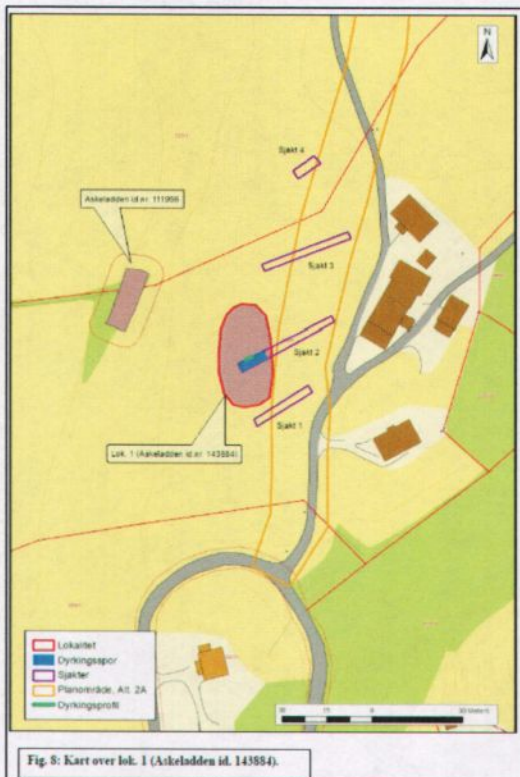 N
Sjakt 4
Askeladden id.nr. 111998
Sjakt 3
Sjakt 2
Sjakt 1
Lok. 1 (Askeladden id.nr. 143884)
Lokalitet
Dyrkingsspor
Sjakter
Planområde, Alt. 2A
Dyrkingsprofil
Fig. 8: Kart over lok. 1 (Askeladden id. 143884).